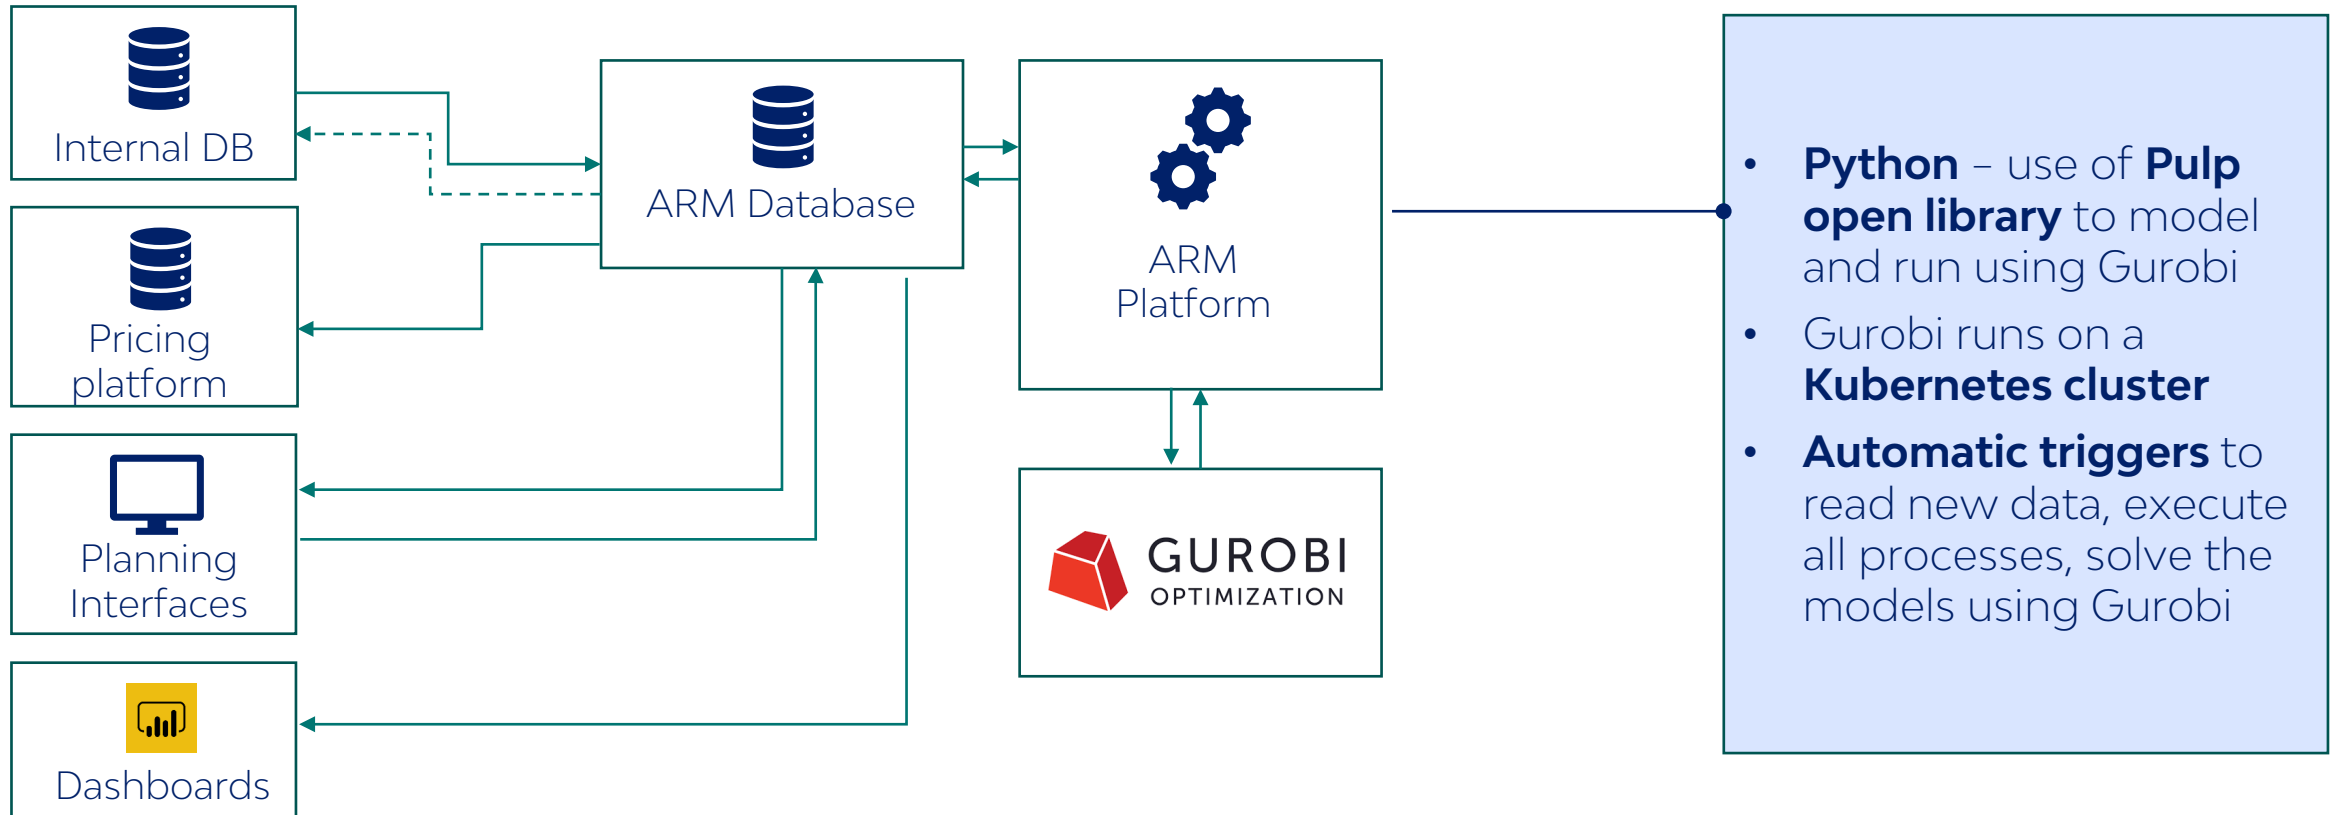 Internal DB
Pricing
platform
Planning
Interfaces
Dashboards
ARM Database
ARM
Platform
GUROBI
OPTIMIZATION
• Python – use of Pulp
open library to model
and run using Gurobi
• Gurobi runs on a
Kubernetes cluster
• Automatic triggers to
read new data, execute
all processes, solve the
models using Gurobi